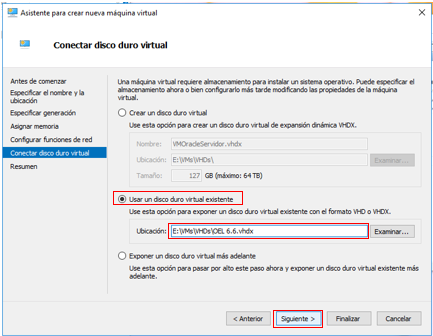 Asistente para crear nueva máquina virtual
Conectar disco duro virtual
Antes de comenzar
Especificar el nombre y la
ubicación
Especificar generación
Asignar memoria
Configurar funciones de red
Conectar disco duro virtual
Resumen
Una máquina virtual requiere almacenamiento para instalar un sistema operativo. Puede especificar el
almacenamiento ahora o bien configurarlo más tarde modificando las propiedades de la máquina
virtual.
Crear un disco duro virtual
Use esta opción para crear un disco duro virtual de expansión dinámica VHDX.
Nombre: VMOracleServidor.vhdx
Ubicación: E:\VMs\VHDs\ Examinar...
Tamaño: 127 GB (máximo: 64 TB)
Usar un disco duro virtual existente
Use esta opción para exponer un disco duro virtual existente con el formato VHD o VHDX.
Ubicación: E:\VMs\VHDs\OEL 6.6.vhdx Examinar...
Exponer un disco duro virtual más adelante
Use esta opción para pasar por alto este paso ahora y exponer un disco duro virtual existente más
adelante.
< Anterior Siguiente > Finalizar Cancelar